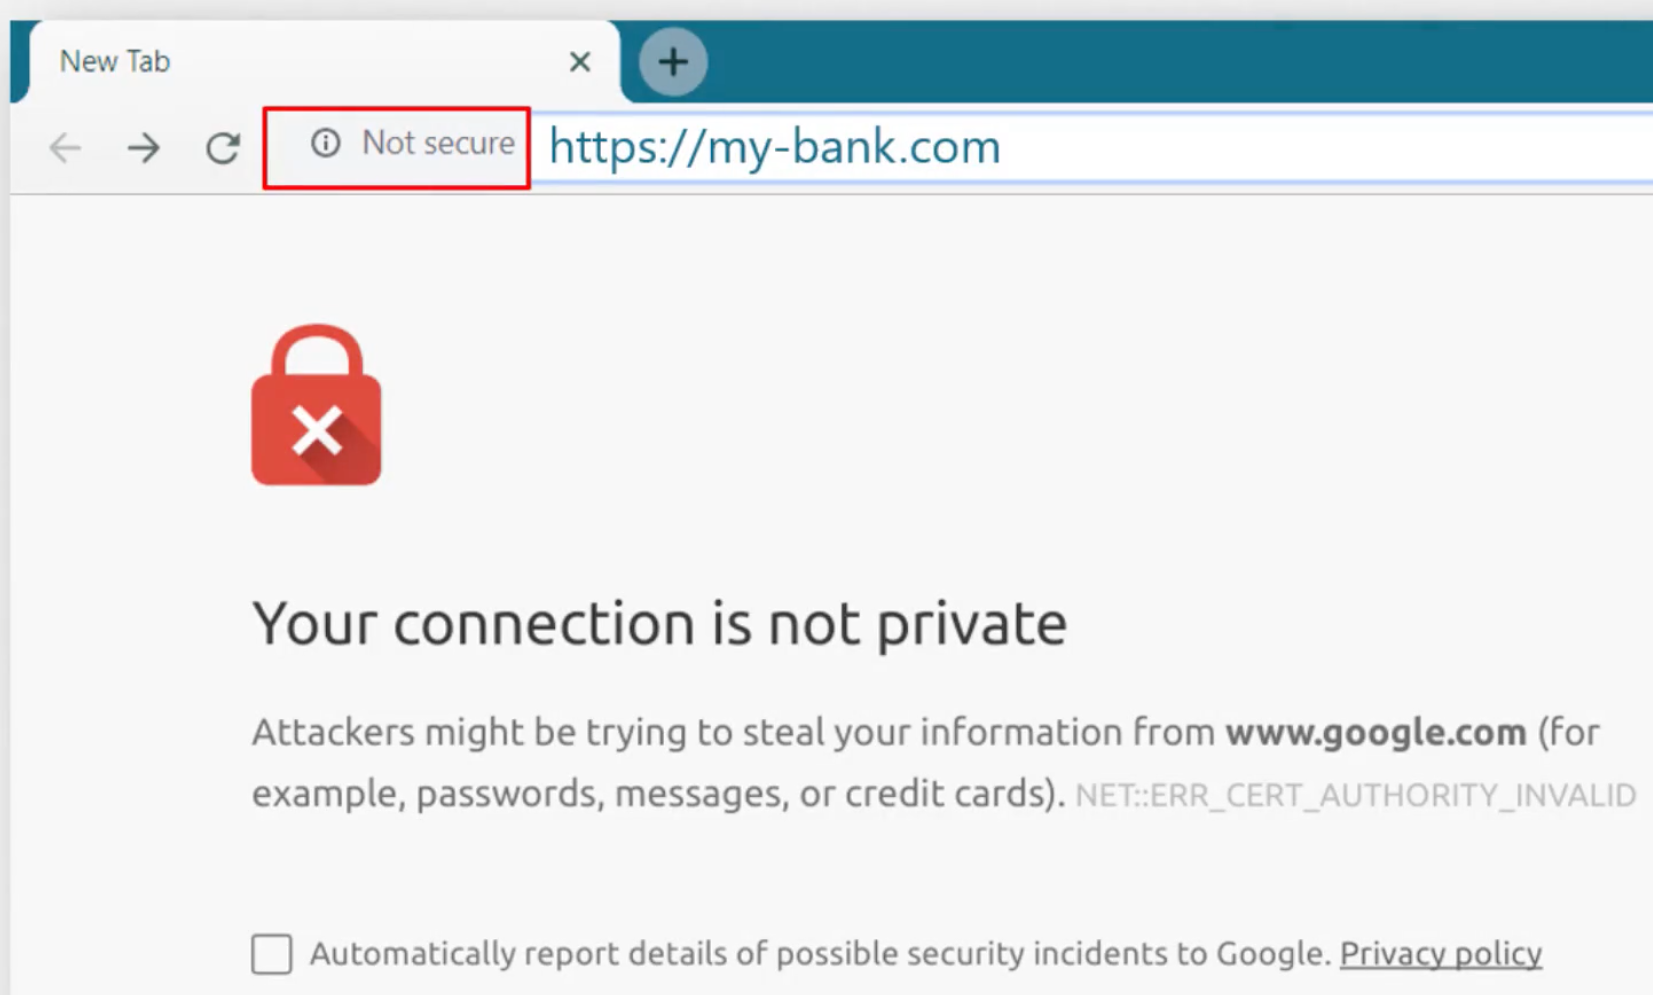 New Tab
Not secure https://my-bank.com
Your connection is not private
Attackers might be trying to steal your information from www.google.com (for
example, passwords, messages, or credit cards). NET::ERR_CERT_AUTHORITY_INVALID
Automatically report details of possible security incidents to Google. Privacy policy